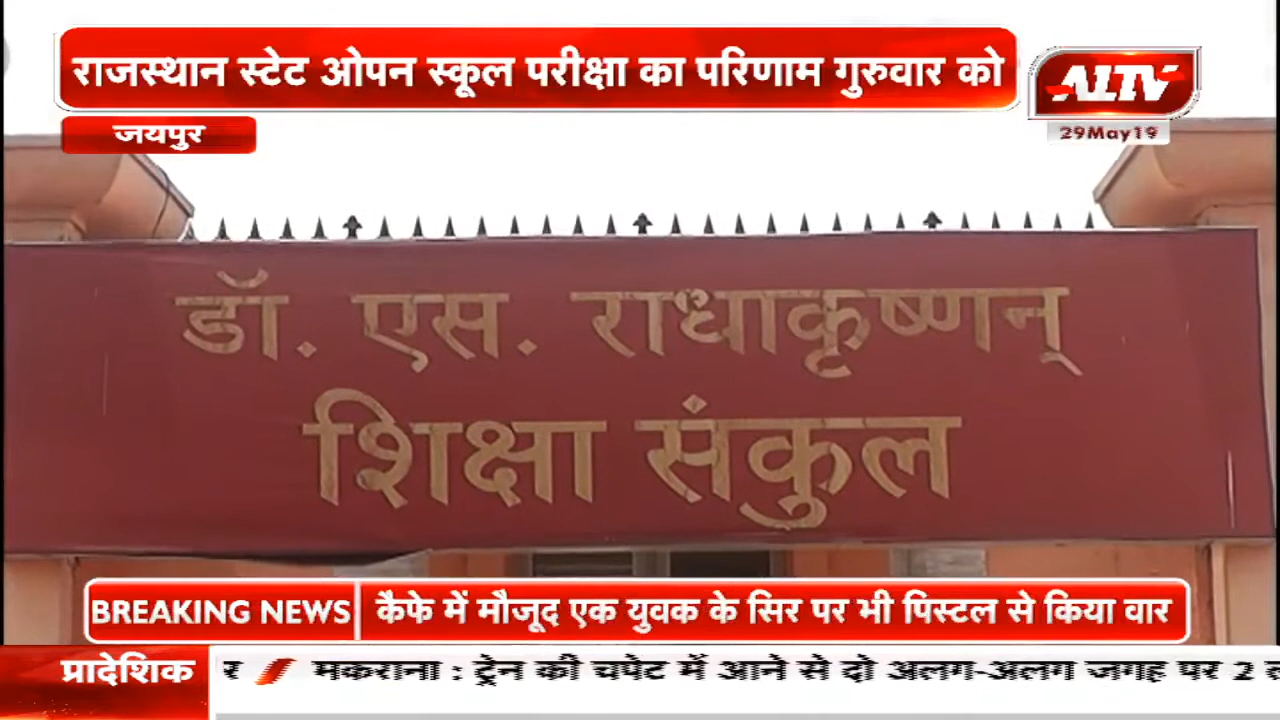 राजस्थान स्टेट ओपन स्कूल परीक्षा का परिणाम गुरुवार को
ALTV
29May19
जयपुर
डॉ. एस. राधाकृष्णन्
शिक्षा संकुल
BREAKING NEWS कैफे में मौजूद एक युवक के सिर पर भी पिस्टल से किया वार
प्रादेशिक र मकराना : ट्रेन की चपेट में आने से दो अलग-अलग जगह पर 2